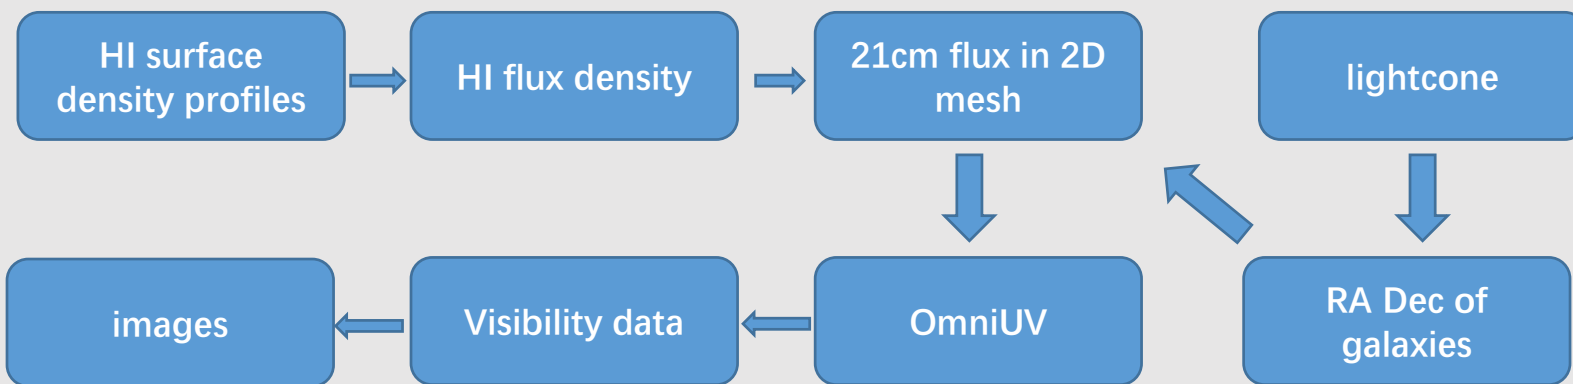 HI surface
density profiles
HI flux density
21cm flux in 2D
mesh
lightcone
images
Visibility data
OmniUV
RA Dec of
galaxies